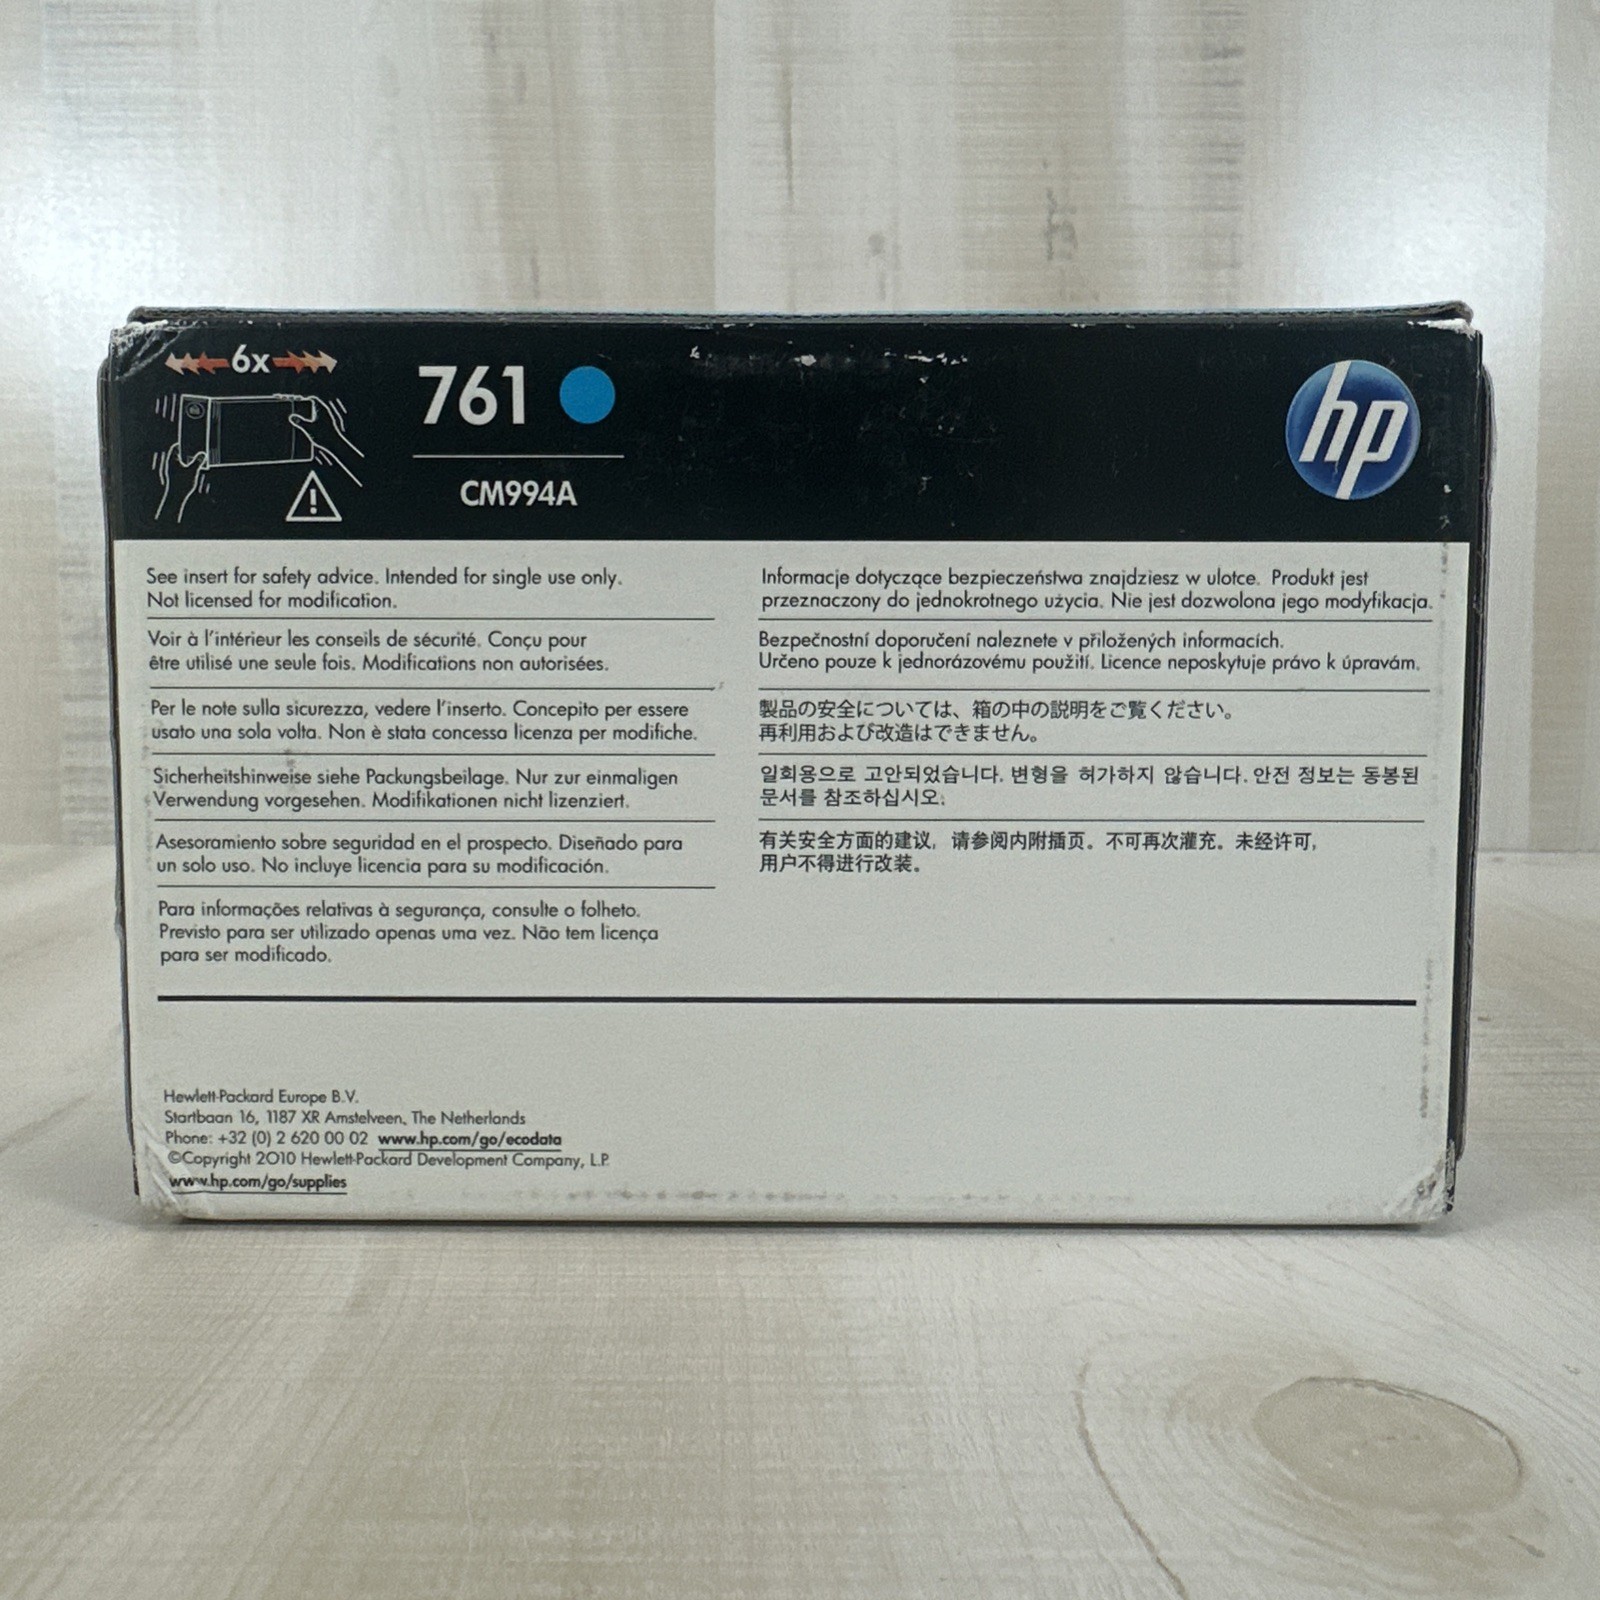 6x
761
CM994A
hp
See insert for safety advice. Intended for single use only.
Not licensed for modification.
Voir à l'intérieur les conseils de sécurité. Conçu pour
être utilisé une seule fois. Modifications non autorisées.
Per le note sulla sicurezza, vedere l'inserto. Concepito per essere
usato una sola volta. Non è stata concessa licenza per modifiche.
Sicherheitshinweise siehe Packungsbeilage. Nur zur einmaligen
Verwendung vorgesehen. Modifikationen nicht lizenziert.
Asesoramiento sobre seguridad en el prospecto. Diseñado para
un solo uso. No incluye licencia para su modificación.
Para informações relativas à segurança, consulte o folheto.
Previsto para ser utilizado apenas uma vez. Não tem licença
para ser modificado.
Informacje dotyczące bezpieczeństwa znajdziesz w ulotce. Produkt jest
przeznaczony do jednokrotnego użycia. Nie jest dozwolona jego modyfikacja.
Bezpečnostní doporučení naleznete v přiložených informacích.
Určeno pouze k jednorázovému použití. Licence neposkytuje právo k úpravám.
製品の安全については、箱の中の説明をご覧ください。
再利用および改造はできません。
일회용으로 고안되었습니다. 변형을 허가하지 않습니다. 안전 정보는 동봉된
문서를 참조하십시오.
有关安全方面的建议，请参阅内附插页。不可再次灌充。未经许可，
用户不得进行改装。
Hewlett-Packard Europe B.V.
Startbaan 16, 1187 XR Amstelveen, The Netherlands
Phone: +32 (0) 2 620 00 02 www.hp.com/go/ecodata
©Copyright 2010 Hewlett-Packard Development Company, L.P.
www.hp.com/go/supplies